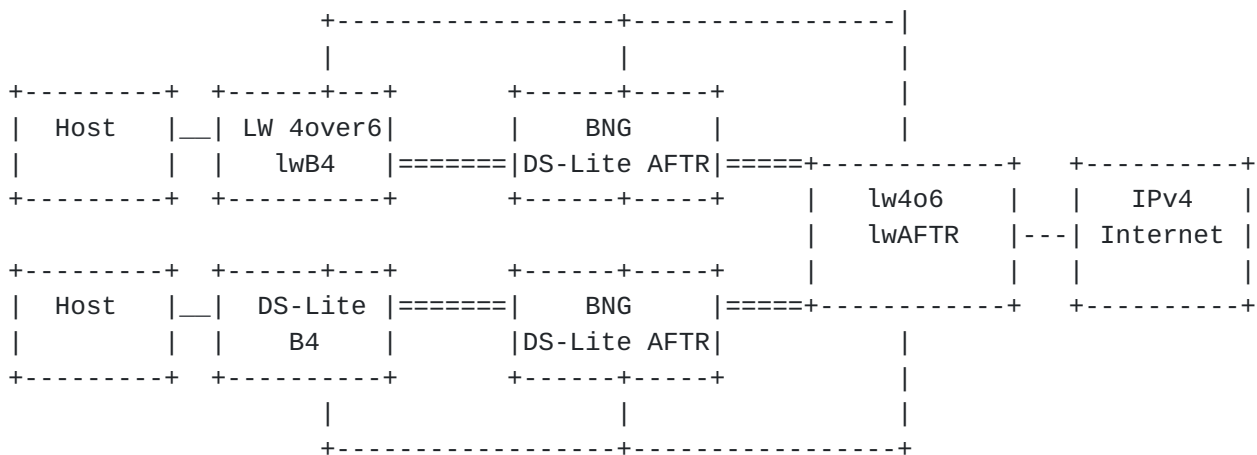 Host LW 4over6 BNG
lwB4 DS-Lite AFTR
lw4o6 IPv4
lwAFTR Internet
Host DS-Lite BNG
B4 DS-Lite AFTR